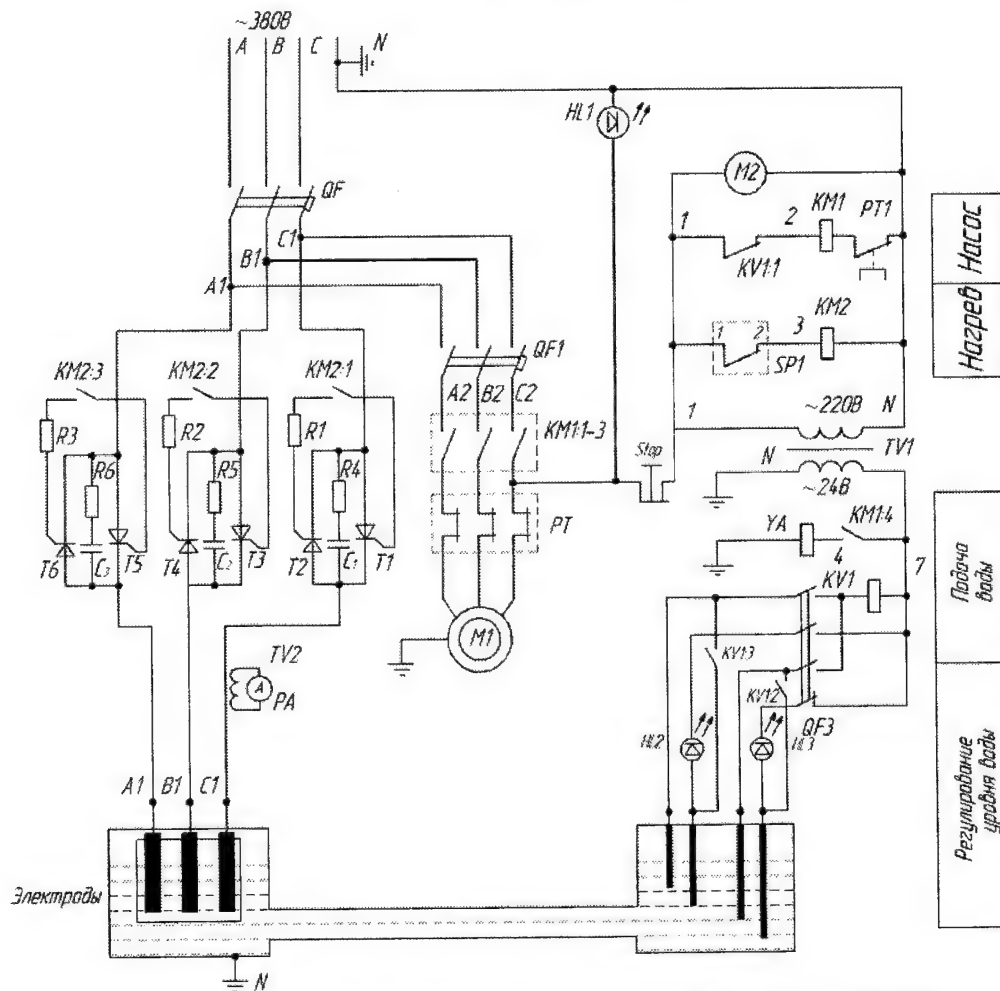 ~380В
A B C N
HL1
QF
M2
1 2 KM1 PT1
KV1:1
Насос
C1
B1
A1
1 2 3 KM2
SP1
Нагрев
QF1
A2 B2 C2
KM2:3 KM2:2 KM2:1
KM1:1-3
1 ~220В N
TV1
Stop
N
~24В
R3 R6 R2 R5 R1 R4
PT
YA KM1:4
4 7
KV1
Подача
воды
T6 C3 T5 T4 C2 T3 T2 C1 T1
M1
TV2
A
PA
KV1:3
KV1:2
QF3
HL2 HL3
Регулирование
уровня воды
A1 B1 C1
Электроды
N